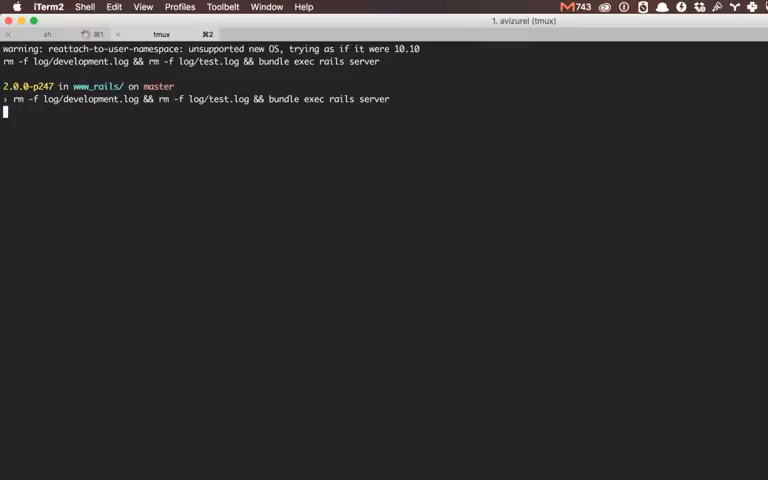 iTerm2 Shell Edit View Profiles Toolbelt Window Help 743
1. avizurel (tmux)
sh ⌘1 tmux ⌘2
warning: reattach-to-user-namespace: unsupported new OS, trying as if it were 10.10
rm -f log/development.log && rm -f log/test.log && bundle exec rails server
2.0.0-p247 in www_rails/ on master
› rm -f log/development.log && rm -f log/test.log && bundle exec rails server